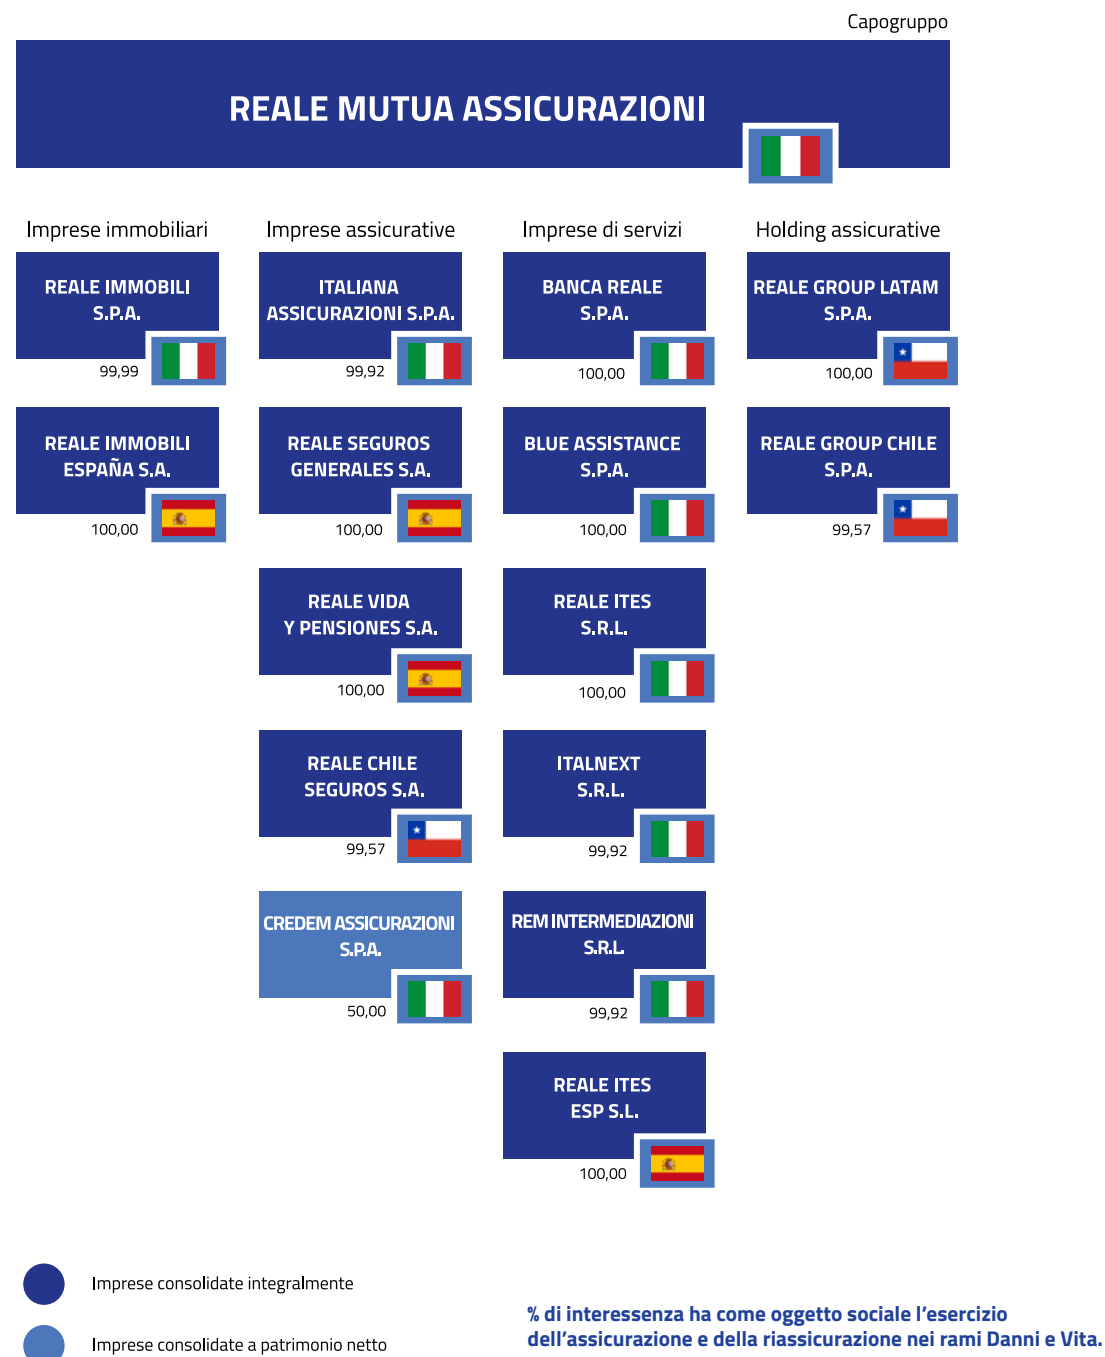 Capogruppo
REALE MUTUA ASSICURAZIONI
Imprese immobiliari
REALE IMMOBILI
S.P.A.
99,99
REALE IMMOBILI
ESPAÑA S.A.
100,00
Imprese assicurative
ITALIANA
ASSICURAZIONI S.P.A.
99,92
REALE SEGUROS
GENERALES S.A.
100,00
REALE VIDA
Y PENSIONES S.A.
100,00
REALE CHILE
SEGUROS S.A.
99,57
CREDEM ASSICURAZIONI
S.P.A.
50,00
Imprese di servizi
BANCA REALE
S.P.A.
100,00
BLUE ASSISTANCE
S.P.A.
100,00
REALE ITES
S.R.L.
100,00
ITALNEXT
S.R.L.
99,92
REM INTERMEDIAZIONI
S.R.L.
99,92
REALE ITES
ESP S.L.
100,00
Holding assicurative
REALE GROUP LATAM
S.P.A.
100,00
REALE GROUP CHILE
S.P.A.
99,57
Imprese consolidate integralmente
Imprese consolidate a patrimonio netto
% di interessenza ha come oggetto sociale l'esercizio
dell'assicurazione e della riassicurazione nei rami Danni e Vita.